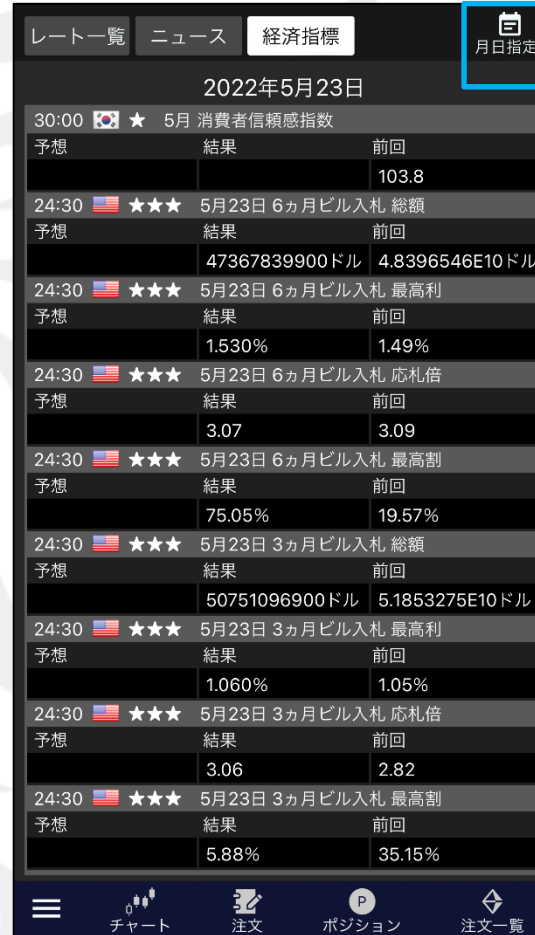 レート一覧 ニュース 経済指標 月日指定
2022年5月23日
30:00 ★ 5月 消費者信頼感指数
予想 結果 前回
103.8
24:30 ★★★ 5月23日 6ヵ月ビル入札 総額
予想 結果 前回
47367839900ドル 4.8396546E10ドル
24:30 ★★★ 5月23日 6ヵ月ビル入札 最高利
予想 結果 前回
1.530% 1.49%
24:30 ★★★ 5月23日 6ヵ月ビル入札 応札倍
予想 結果 前回
3.07 3.09
24:30 ★★★ 5月23日 6ヵ月ビル入札 最高割
予想 結果 前回
75.05% 19.57%
24:30 ★★★ 5月23日 3ヵ月ビル入札 総額
予想 結果 前回
50751096900ドル 5.1853275E10ドル
24:30 ★★★ 5月23日 3ヵ月ビル入札 最高利
予想 結果 前回
1.060% 1.05%
24:30 ★★★ 5月23日 3ヵ月ビル入札 応札倍
予想 結果 前回
3.06 2.82
24:30 ★★★ 5月23日 3ヵ月ビル入札 最高割
予想 結果 前回
5.88% 35.15%
チャート 注文 P ポジション 注文一覧